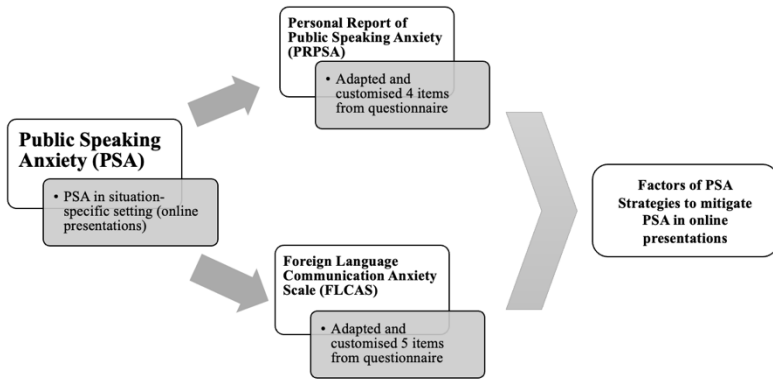 Personal Report of
Public Speaking Anxiety
(PRPSA)
• Adapted and
customised 4 items
from questionnaire
Public Speaking
Anxiety (PSA)
• PSA in situation-
specific setting (online
presentations)
Foreign Language
Communication Anxiety
Scale (FLCAS)
• Adapted and
customised 5 items
from questionnaire
Factors of PSA
Strategies to mitigate
PSA in online
presentations